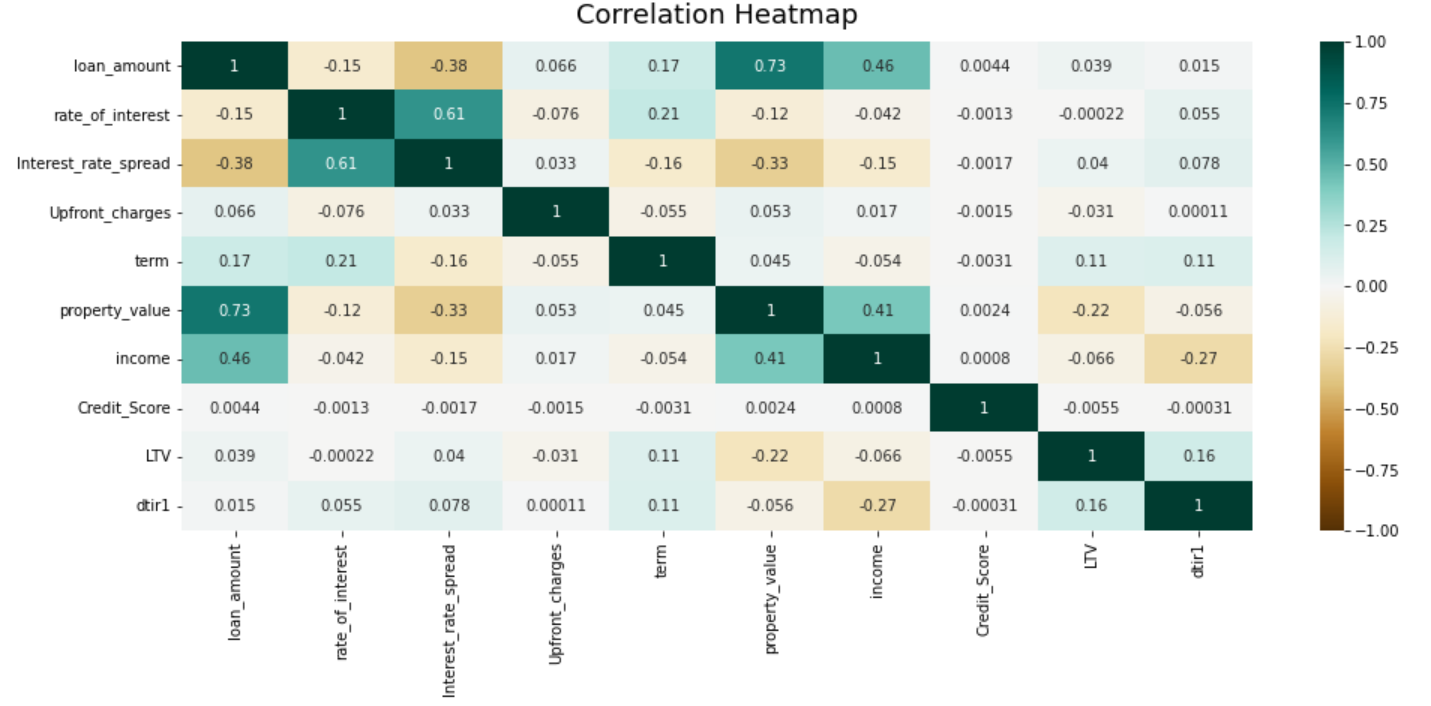 Correlation Heatmap
loan_amount 1 -0.15 -0.38 0.066 0.17 0.73 0.46 0.0044 0.039 0.015
rate_of_interest -0.15 1 0.61 -0.076 0.21 -0.12 -0.042 -0.0013 -0.00022 0.055
Interest_rate_spread -0.38 0.61 1 0.033 -0.16 -0.33 -0.15 -0.0017 0.04 0.078
Upfront_charges 0.066 -0.076 0.033 1 -0.055 0.053 0.017 -0.0015 -0.031 0.00011
term 0.17 0.21 -0.16 -0.055 1 0.045 -0.054 -0.0031 0.11 0.11
property_value 0.73 -0.12 -0.33 0.053 0.045 1 0.41 0.0024 -0.22 -0.056
income 0.46 -0.042 -0.15 0.017 -0.054 0.41 1 0.0008 -0.066 -0.27
Credit_Score 0.0044 -0.0013 -0.0017 -0.0015 -0.0031 0.0024 0.0008 1 -0.0055 -0.00031
LTV 0.039 -0.00022 0.04 -0.031 0.11 -0.22 -0.066 -0.0055 1 0.16
dtir1 0.015 0.055 0.078 0.00011 0.11 -0.056 -0.27 -0.00031 0.16 1
loan_amount
rate_of_interest
Interest_rate_spread
Upfront_charges
term
property_value
income
Credit_Score
LTV
dtir1
1.00
0.75
0.50
0.25
0.00
−0.25
−0.50
−0.75
−1.00